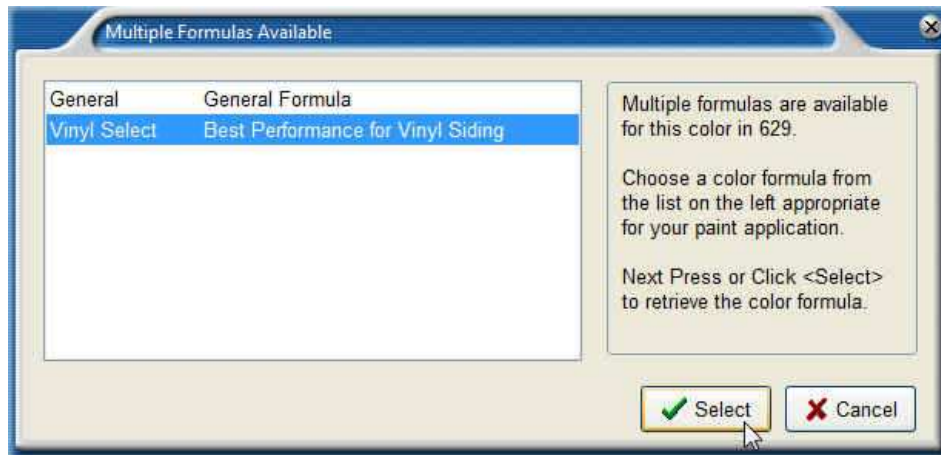 Multiple Formulas Available
General General Formula
Vinyl Select Best Performance for Vinyl Siding
Multiple formulas are available
for this color in 629.
Choose a color formula from
the list on the left appropriate
for your paint application.
Next Press or Click <Select>
to retrieve the color formula.
Select
Cancel